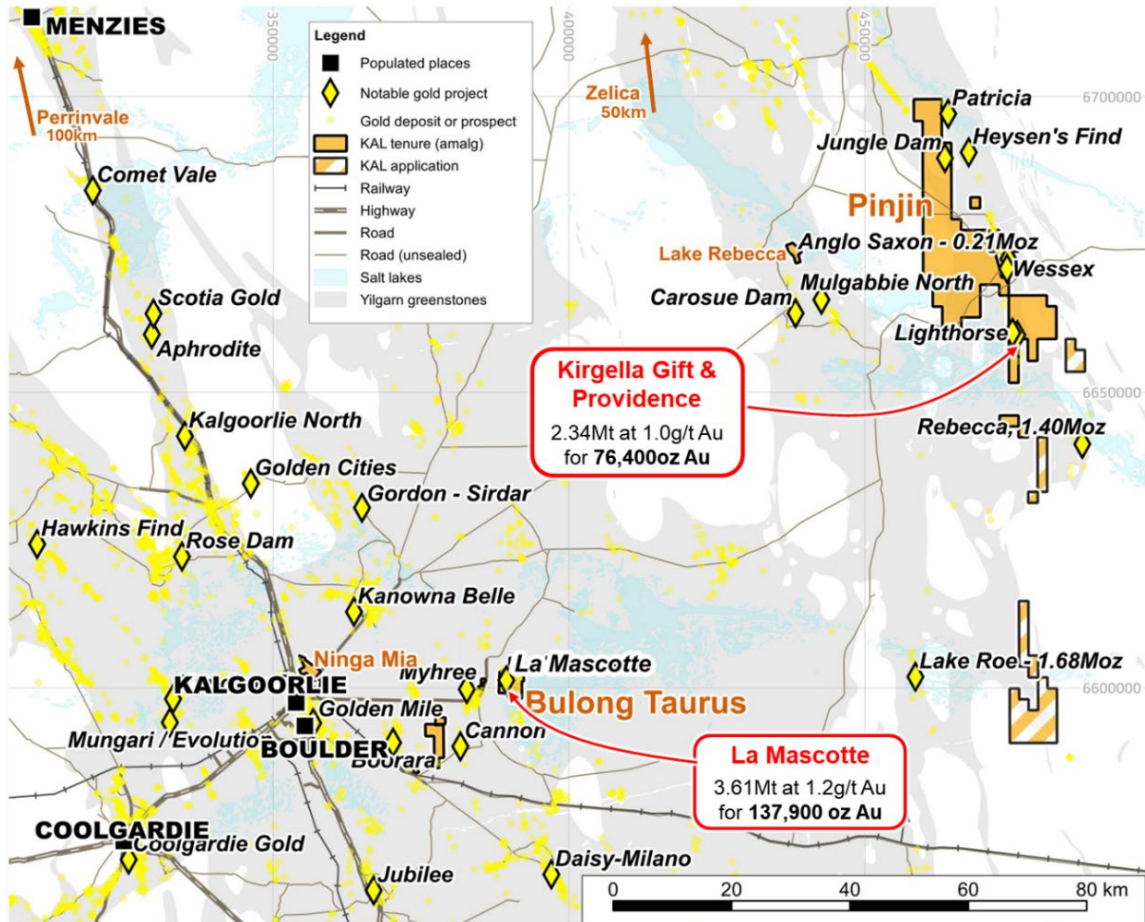 MENZIES
Perrinvale
100km
Comet Vale
Scotia Gold
Aphrodite
Kalgoorlie North
Golden Cities
Gordon - Sirdar
Hawkins Find
Rose Dam
Kanowna Belle
Ninga Mia
Myhree
La Mascotte
KALGOORLIE
Golden Mile
Bulong Taurus
Mungari / Evolution
BOULDER
Boorara
Cannon
COOLGARDIE
Coolgardie Gold
Jubilee
Daisy-Milano
350000
400000
450000
Legend
Populated places
Notable gold project
Gold deposit or prospect
KAL tenure (amalg)
KAL application
Railway
Highway
Road
Road (unsealed)
Salt lakes
Yilgarn greenstones
Zelica
50km
Patricia
6700000
Jungle Dam
Heysen's Find
Pinjin
Lake Rebecca
Anglo Saxon - 0.21Moz
Wessex
Mulgabbie North
Carosue Dam
Lighthorse
Kirgella Gift &
Providence
2.34Mt at 1.0g/t Au
for 76,400oz Au
6650000
Rebecca, 1.40Moz
Lake Roe - 1.68Moz
6600000
La Mascotte
3.61Mt at 1.2g/t Au
for 137,900 oz Au
0 20 40 60 80 km